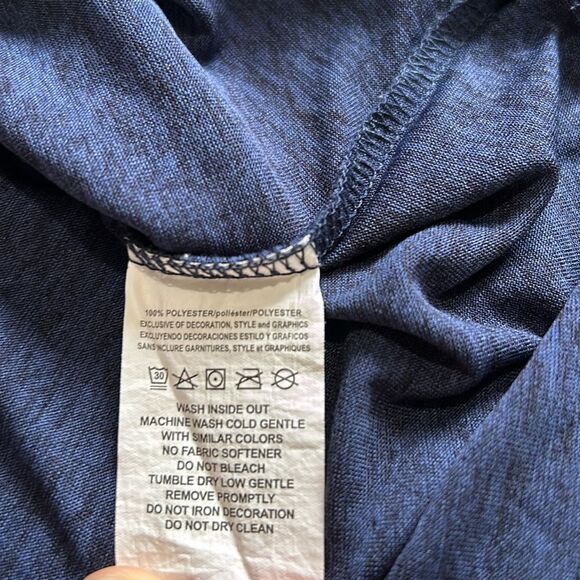 100% POLYESTER/poliéster/POLYESTER
EXCLUSIVE OF DECORATION, STYLE and GRAPHICS
EXCLUYENDO DECORACIONES ESTILO Y GRAFICOS
SANS INCLURE GARNITURES, STYLE et GRAPHIQUES
30
WASH INSIDE OUT
MACHINE WASH COLD GENTLE
WITH SIMILAR COLORS
NO FABRIC SOFTENER
DO NOT BLEACH
TUMBLE DRY LOW GENTLE
REMOVE PROMPTLY
DO NOT IRON DECORATION
DO NOT DRY CLEAN